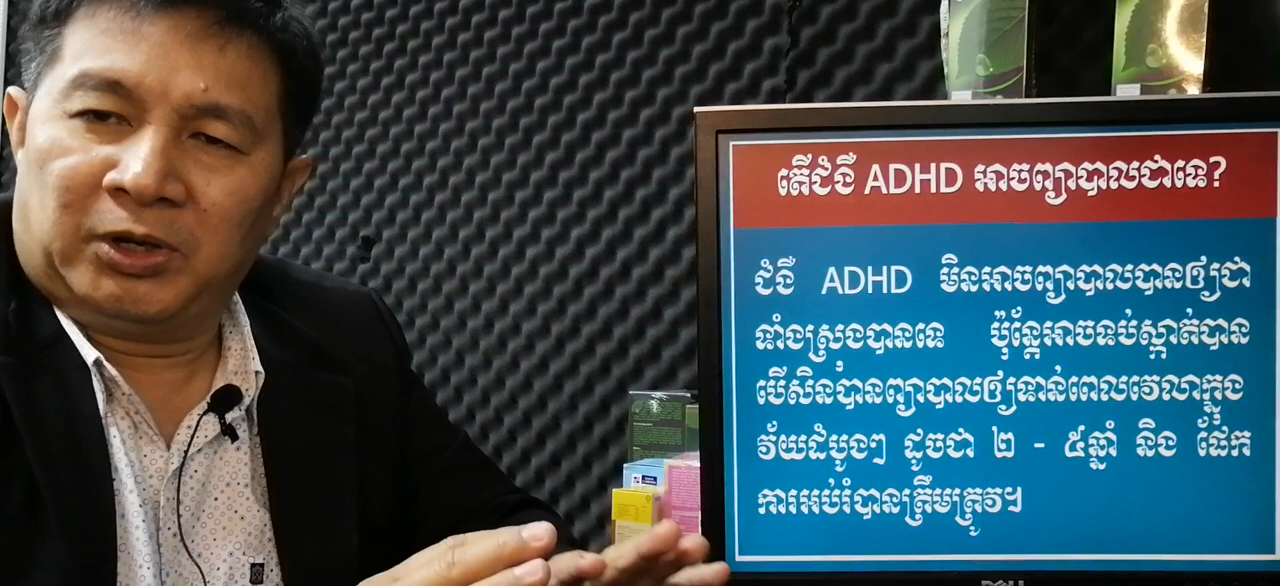 តើជំងឺ ADHD អាចព្យាបាលជាទេ?
ជំងឺ ADHD មិនអាចព្យាបាលបានឲ្យជា
ទាំងស្រុងបានទេ ប៉ុន្តែអាចទប់ស្កាត់បាន
បើសិនបានព្យាបាលឲ្យទាន់ពេលវេលាក្នុង
វ័យដំបូងៗ ដូចជា ២ - ៥ឆ្នាំ និង ផ្នែក
ការអប់រំបានត្រឹមត្រូវ។